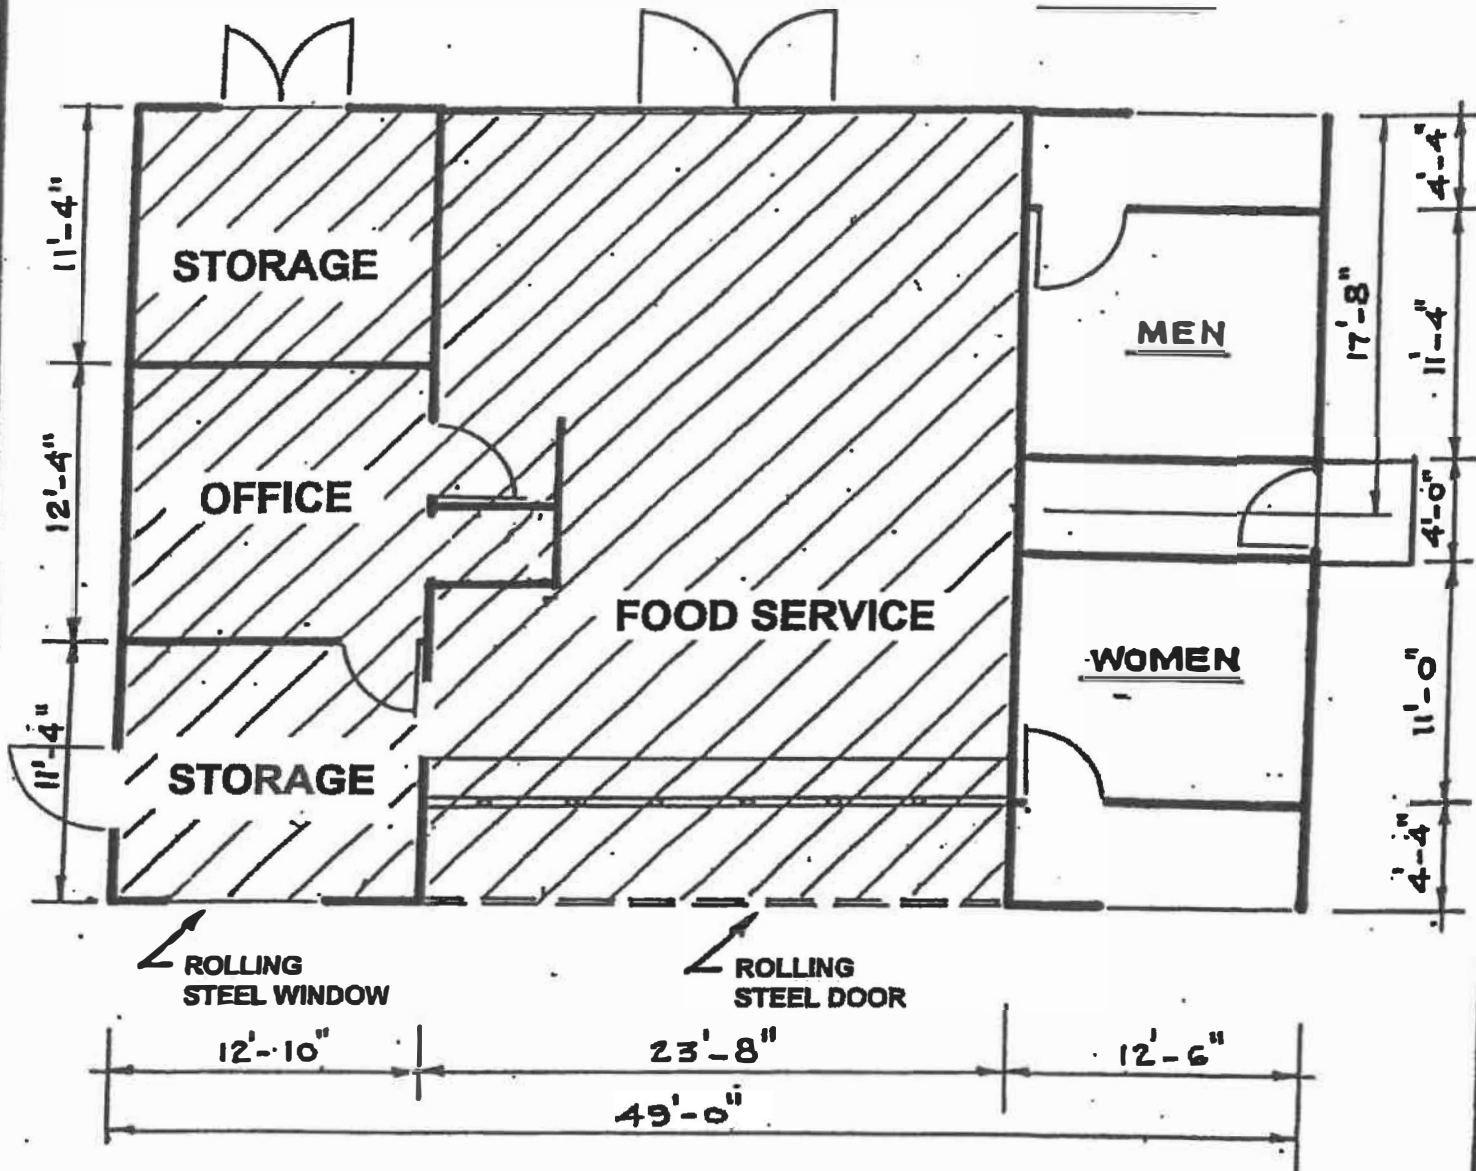 4'-4"
11'-4"
STORAGE
17'-8"
11'-4"
MEN
12'-4"
OFFICE
4'-0"
FOOD SERVICE
WOMEN
11'-0"
11'-4"
STORAGE
4'-4"
ROLLING
STEEL WINDOW
ROLLING
STEEL DOOR
12'-10"
23'-8"
12'-6"
49'-0"